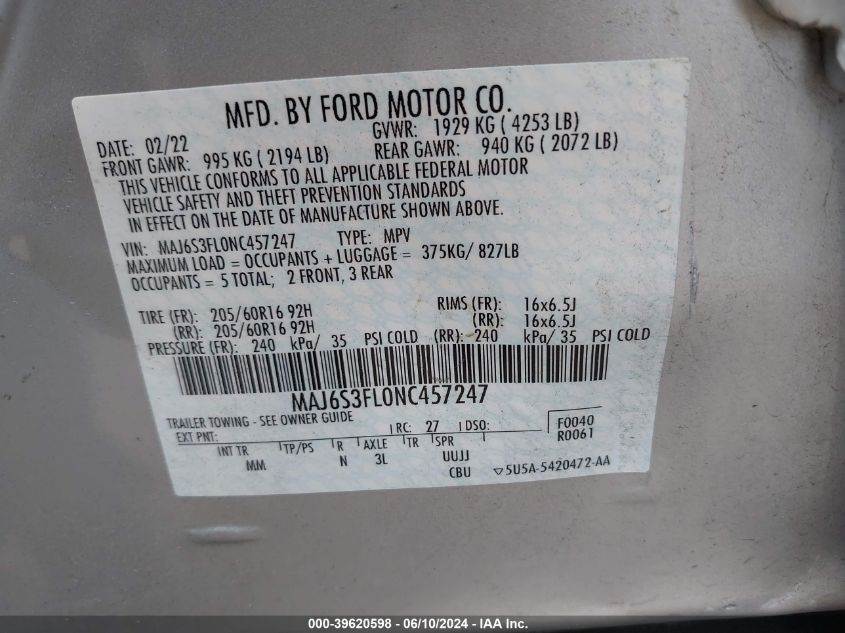 MFD. BY FORD MOTOR CO.
DATE: 02/22 GVWR: 1929 KG ( 4253 LB)
FRONT GAWR: 995 KG ( 2194 LB) REAR GAWR: 940 KG ( 2072 LB)
THIS VEHICLE CONFORMS TO ALL APPLICABLE FEDERAL MOTOR
VEHICLE SAFETY AND THEFT PREVENTION STANDARDS
IN EFFECT ON THE DATE OF MANUFACTURE SHOWN ABOVE.
VIN: MAJ6S3FL0NC457247 TYPE: MPV
MAXIMUM LOAD = OCCUPANTS + LUGGAGE = 375KG/ 827LB
OCCUPANTS = 5 TOTAL; 2 FRONT, 3 REAR
TIRE (FR): 205/60R16 92H RIMS (FR): 16x6.5J
(RR): 205/60R16 92H (RR): 16x6.5J
PRESSURE (FR): 240 kPa/ 35 PSI COLD (RR): 240 kPa/ 35 PSI COLD
MAJ6S3FL0NC457247
TRAILER TOWING - SEE OWNER GUIDE
EXT PNT: RC: 27 DSO: F0040
R0061
INT TR TP/PS R AXLE TR SPR
MM N 3L UUJJ
CBU 5U5A-5420472-AA
000-39620598 - 06/10/2024 - IAA Inc.